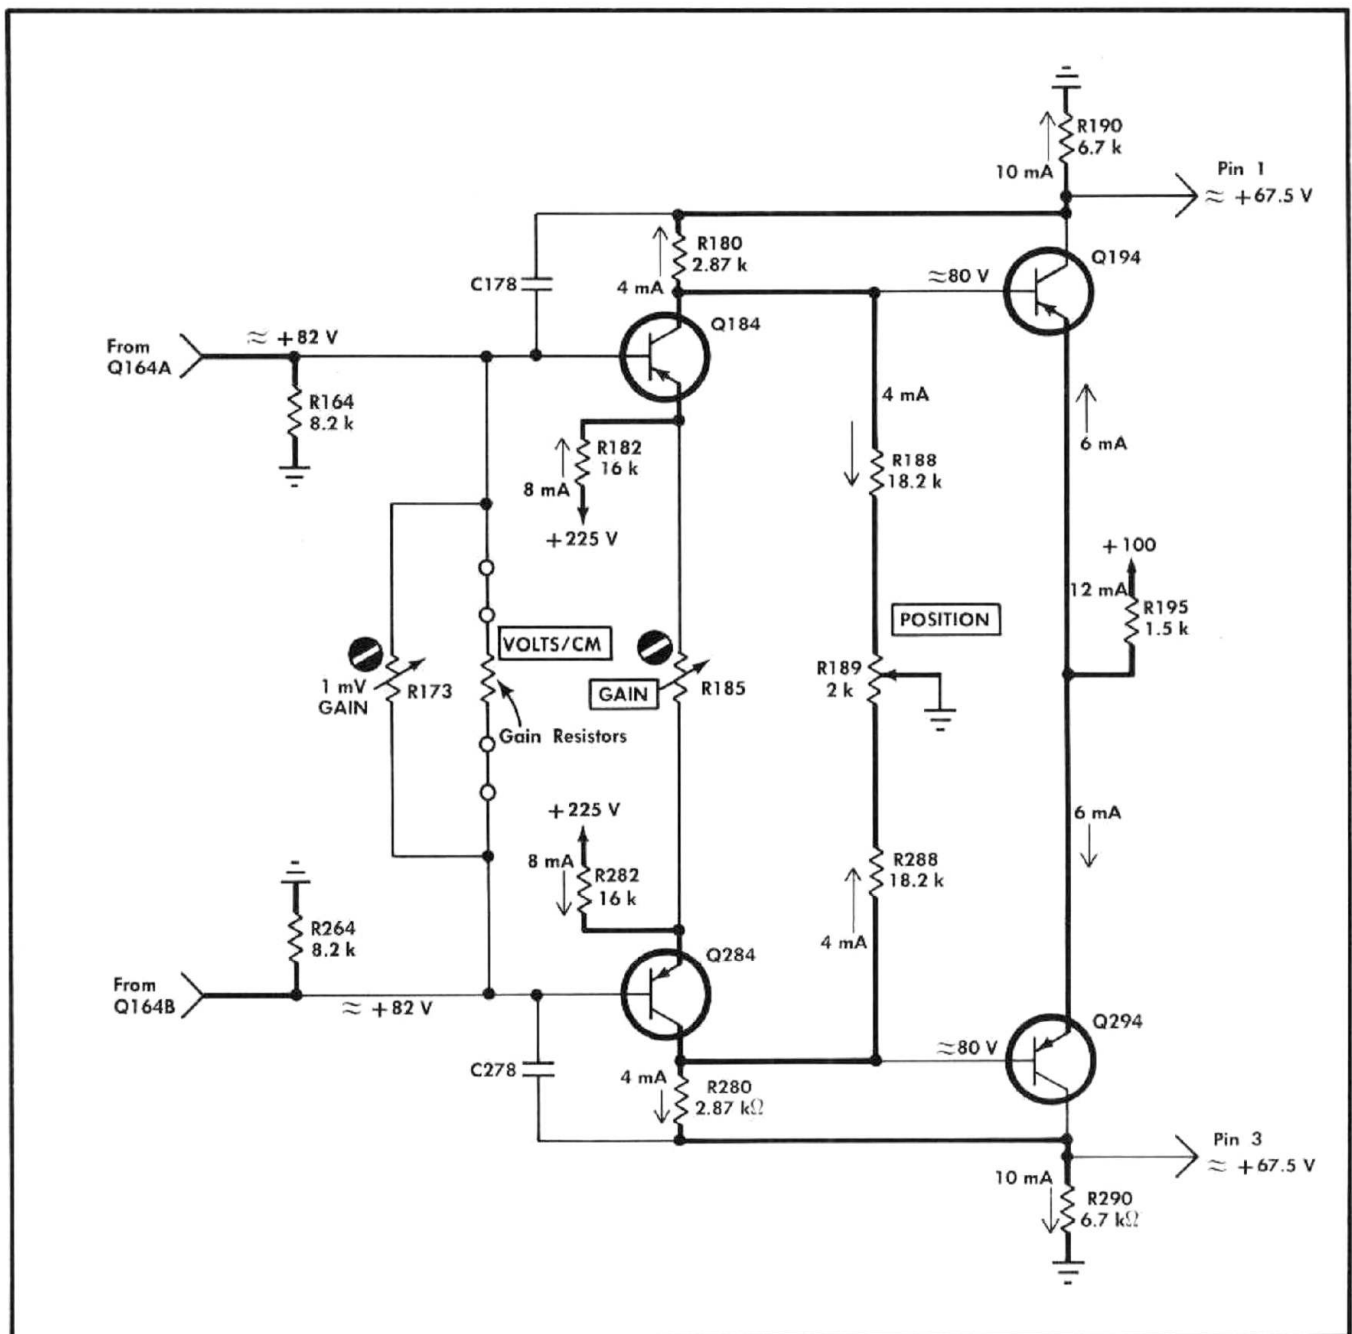 R190
6.7 k
10 mA
Pin 1
≈ +67.5 V
R180
2.87 k
4 mA
C178
Q184
≈80 V
Q194
From
Q164A
≈ +82 V
R164
8.2 k
R182
16 k
8 mA
+225 V
4 mA
R188
18.2 k
6 mA
+100
12 mA
R195
1.5 k
POSITION
VOLTS/CM
1 mV
GAIN
R173
GAIN
R185
R189
2 k
Gain Resistors
+225 V
8 mA
R282
16 k
R288
18.2 k
4 mA
6 mA
R264
8.2 k
From
Q164B
≈ +82 V
Q284
≈80 V
Q294
C278
4 mA
R280
2.87 kΩ
Pin 3
≈ +67.5 V
10 mA
R290
6.7 kΩ